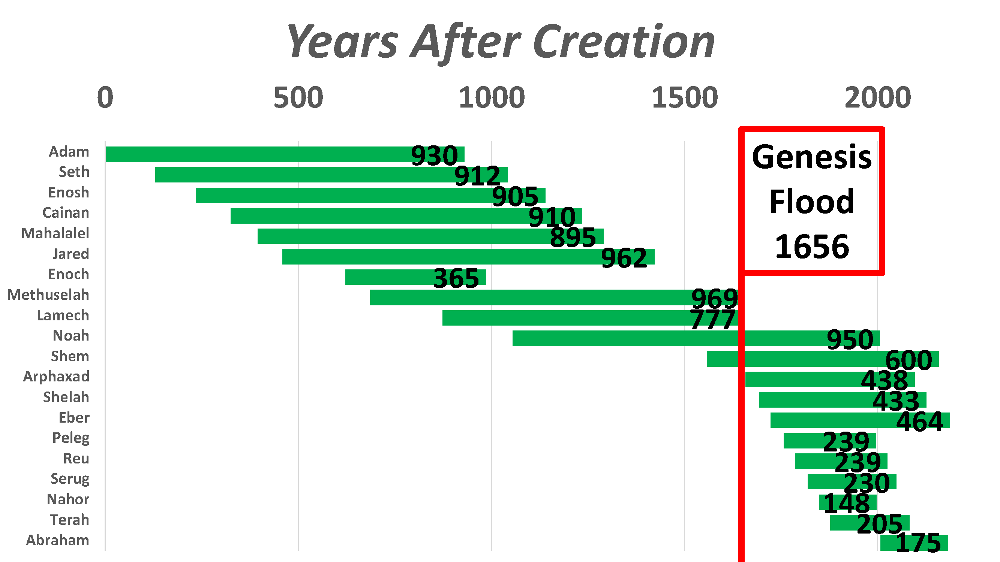 Years After Creation
0 500 1000 1500 2000
Genesis
Flood
1656
Adam 930
Seth 912
Enosh 905
Cainan 910
Mahalalel 895
Jared 962
Enoch 365
Methuselah 969
Lamech 777
Noah 950
Shem 600
Arphaxad 438
Shelah 433
Eber 464
Peleg 239
Reu 239
Serug 230
Nahor 148
Terah 205
Abraham 175